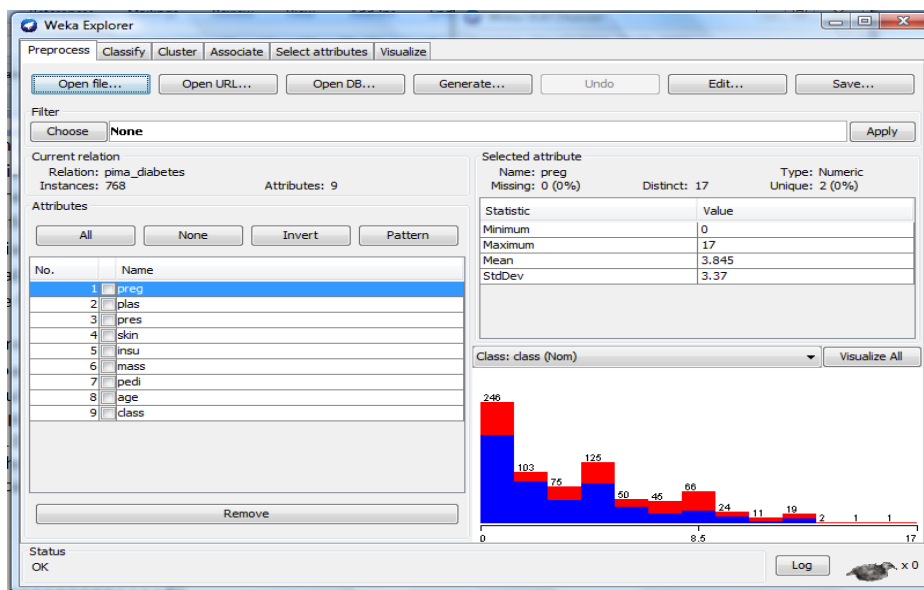 Weka Explorer
Preprocess Classify Cluster Associate Select attributes Visualize
Open file... Open URL... Open DB... Generate... Undo Edit... Save...
Filter
Choose None Apply
Current relation
Relation: pima_diabetes
Instances: 768 Attributes: 9
Attributes
All None Invert Pattern
No. Name
1 preg
2 plas
3 pres
4 skin
5 insu
6 mass
7 pedi
8 age
9 class
Remove
Selected attribute
Name: preg Type: Numeric
Missing: 0 (0%) Distinct: 17 Unique: 2 (0%)
Statistic Value
Minimum 0
Maximum 17
Mean 3.845
StdDev 3.37
Class: class (Nom) Visualize All
246 103 75 125 50 45 66 24 11 19 2 1 1
0 8.5 17
Status
OK Log x 0